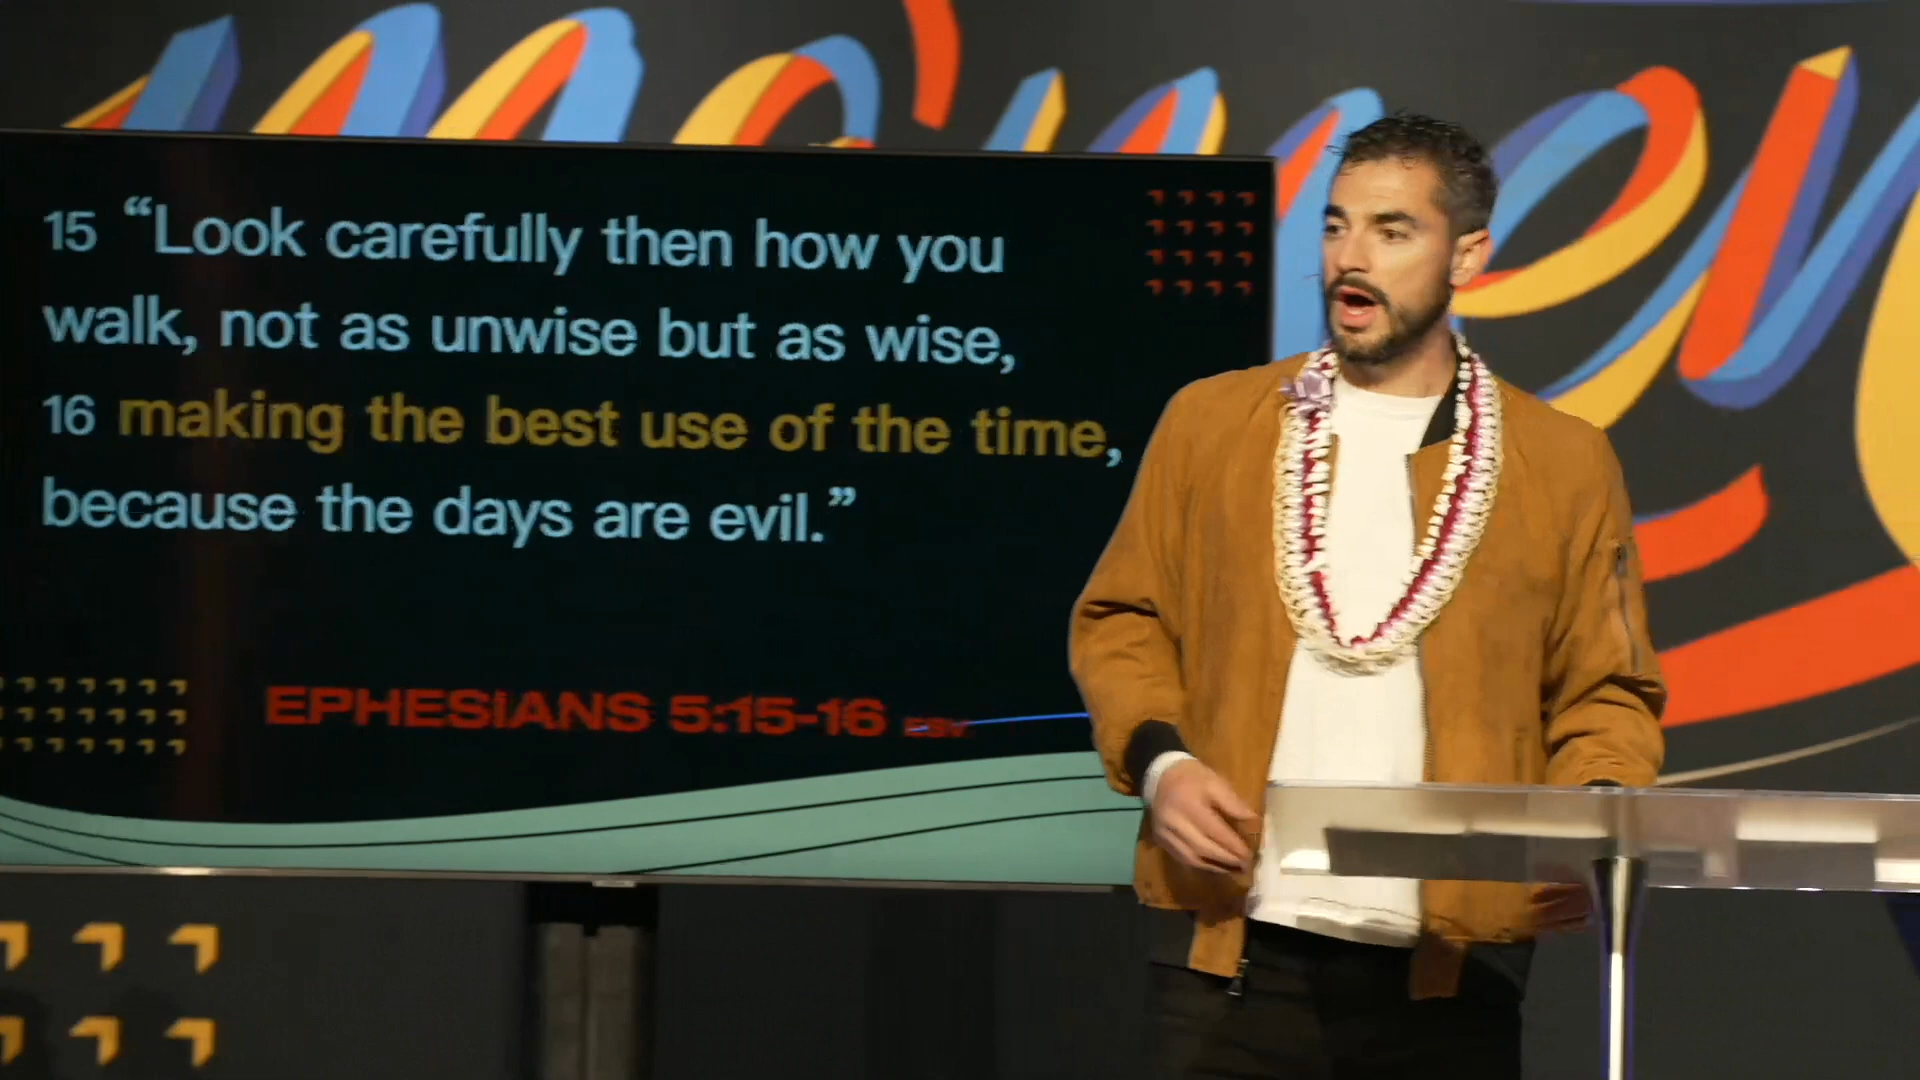 15 “Look carefully then how you
walk, not as unwise but as wise,
16 making the best use of the time,
because the days are evil.”
EPHESiANS 5:15-16 ESV